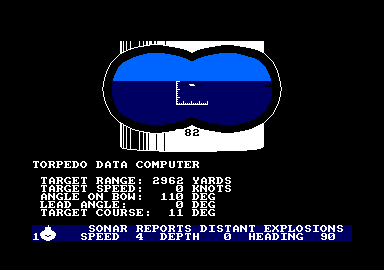 82
TORPEDO DATA COMPUTER
TARGET RANGE: 2962 YARDS
TARGET SPEED: 0 KNOTS
ANGLE ON BOW: 110 DEG
LEAD ANGLE: 0 DEG
TARGET COURSE: 11 DEG
SONAR REPORTS DISTANT EXPLOSIONS
1 SPEED 4 DEPTH 0 HEADING 90